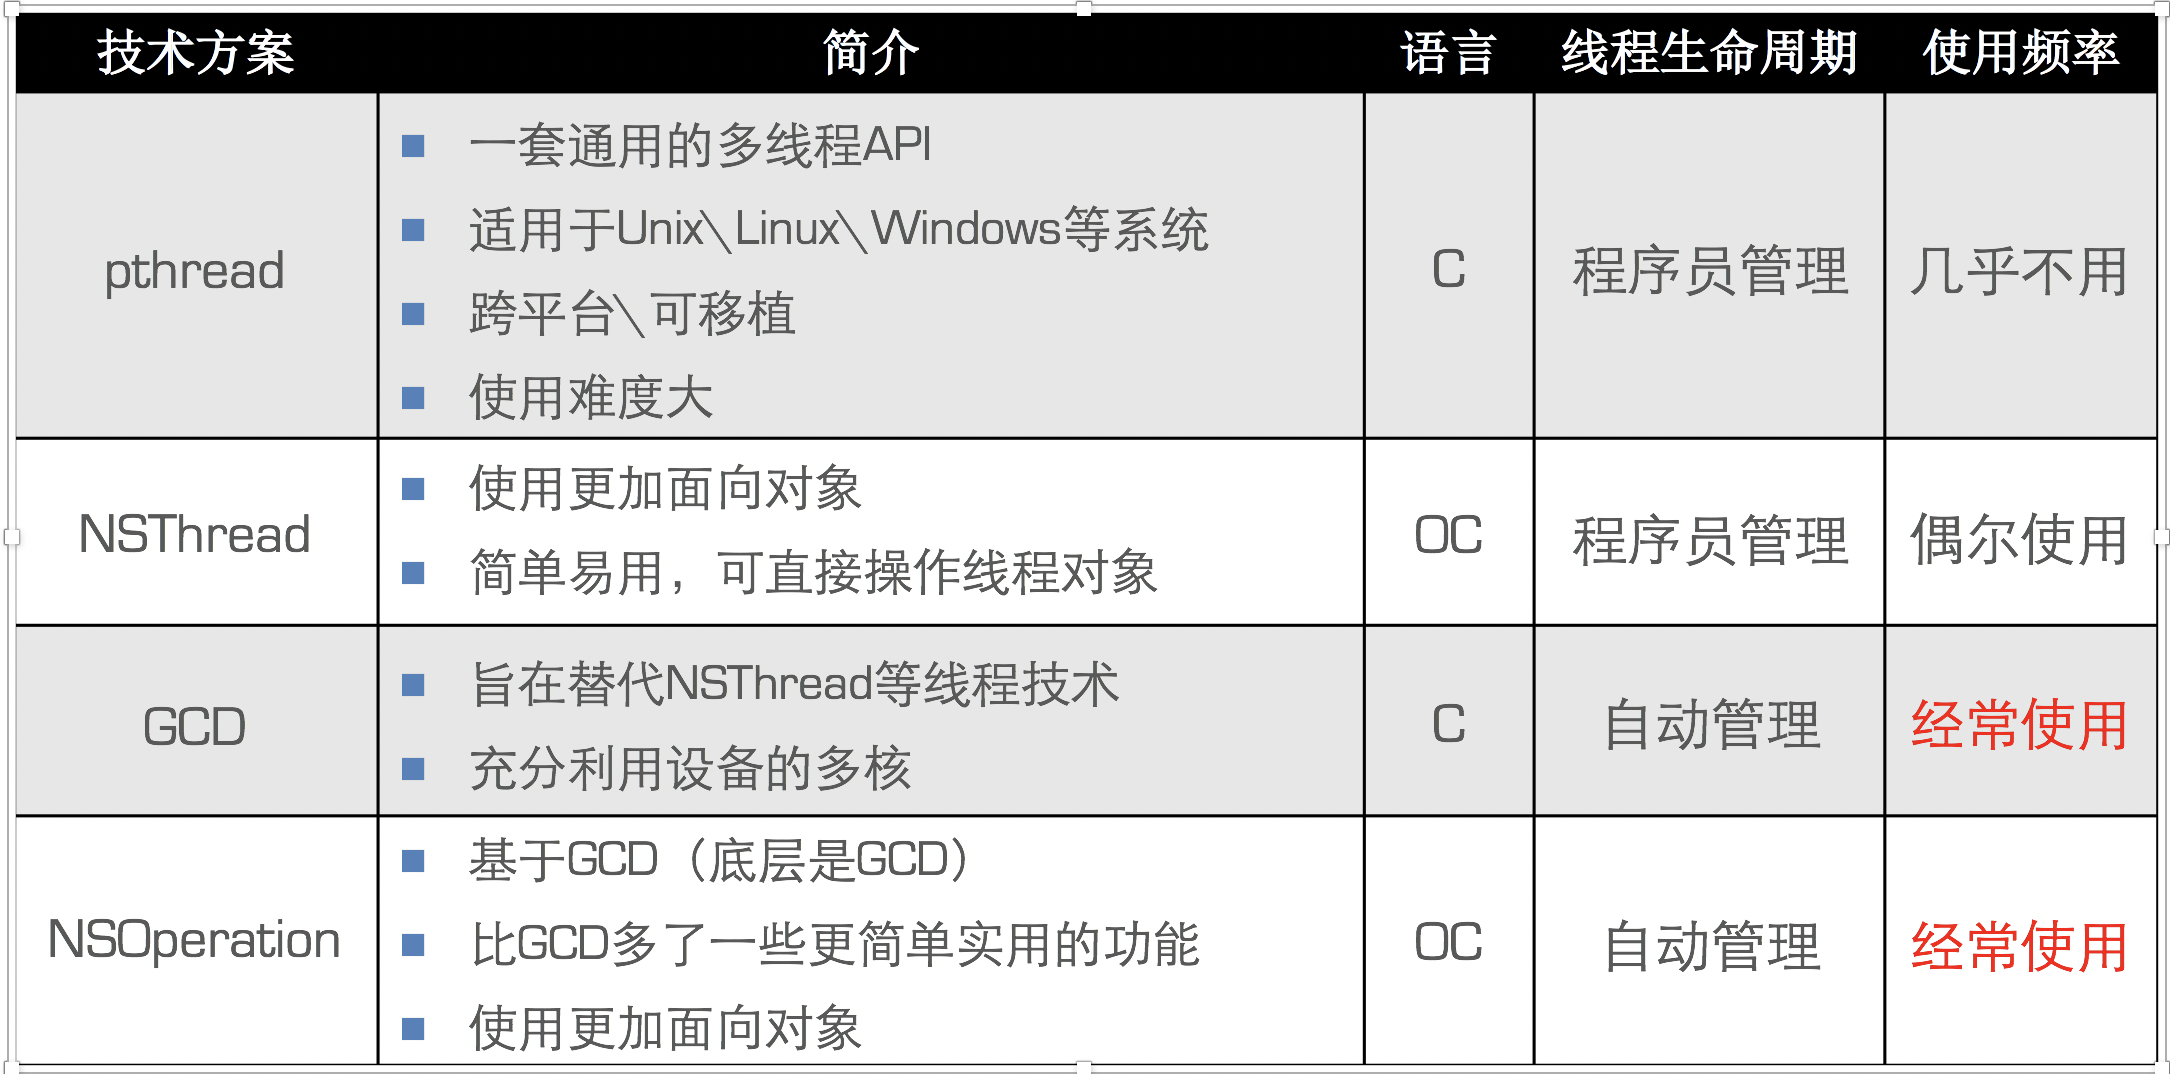 技术方案 简介 语言 线程生命周期 使用频率
pthread
一套通用的多线程API
适用于Unix\Linux\Windows等系统
跨平台\可移植
使用难度大
C
程序员管理
几乎不用
NSThread
使用更加面向对象
简单易用，可直接操作线程对象
OC
程序员管理
偶尔使用
GCD
旨在替代NSThread等线程技术
充分利用设备的多核
C
自动管理
经常使用
NSOperation
基于GCD（底层是GCD）
比GCD多了一些更简单实用的功能
使用更加面向对象
OC
自动管理
经常使用